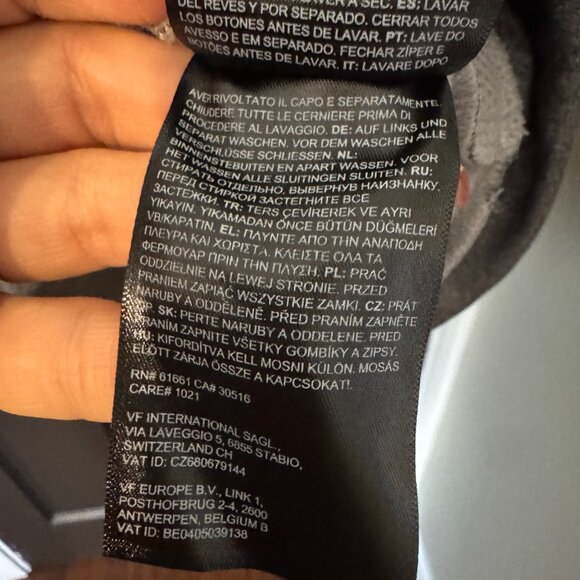 A SEC. ES: LAVAR
DEL REVES Y POR SEPARADO. CERRAR TODOS
LOS BOTONES ANTES DE LAVAR. PT: LAVE DO
AVESSO E EM SEPARADO. FECHAR ZÍPER E
BOTÕES ANTES DE LAVAR. IT: LAVARE DOPO
AVER RIVOLTATO IL CAPO E SEPARATAMENTE.
CHIUDERE TUTTE LE CERNIERE PRIMA DI
PROCEDERE AL LAVAGGIO. DE: AUF LINKS UND
SEPARAT WASCHEN. VOR DEM WASCHEN ALLE
VERSCHLÜSSE SCHLIESSEN. NL:
BINNENSTEBUITEN EN APART WASSEN. VOOR
HET WASSEN ALLE SLUITINGEN SLUITEN. RU:
СТИРАТЬ ОТДЕЛЬНО, ВЫВЕРНУВ НАИЗНАНКУ.
ПЕРЕД СТИРКОЙ ЗАСТЕГНИТЕ ВСЕ
ЗАСТЕЖКИ. TR: TERS ÇEVIREREK VE AYRI
YIKAYIN. YIKAMADAN ÖNCE BÜTÜN DÜĞMELERI
VB/KAPATIN. EL: ΠΛΥΝΤΕ ΑΠΟ ΤΗΝ ΑΝΑΠΟΔΗ
ΠΛΕΥΡΑ ΚΑΙ ΧΩΡΙΣΤΑ. ΚΛΕΙΣΤΕ ΟΛΑ ΤΑ
ΦΕΡΜΟΥΑΡ ΠΡΙΝ ΤΗΝ ΠΛΥΣΗ. PL: PRAĆ
ODDZIELNIE NA LEWEJ STRONIE. PRZED
PRANIEM ZAPIĄĆ WSZYSTKIE ZAMKI. CZ: PRÁT
NARUBY A ODDĚLENĚ. PŘED PRANÍM ZAPNĚTE
ZIP. SK: PERTE NARUBY A ODDELENE. PRED
PRANÍM ZAPNITE VŠETKY GOMBÍKY A ZIPSY.
HU: KIFORDÍTVA KELL MOSNI KÜLÖN. MOSÁS
ELŐTT ZÁRJA ÖSSZE A KAPCSOKAT!.
RN# 61661 CA# 30516
CARE# 1021
VF INTERNATIONAL SAGL,
VIA LAVEGGIO 5, 6855 STABIO,
SWITZERLAND CH
VAT ID: CZ680679144
VF EUROPE B.V., LINK 1,
POSTHOFBRUG 2-4, 2600
ANTWERPEN, BELGIUM B
VAT ID: BE0405039138